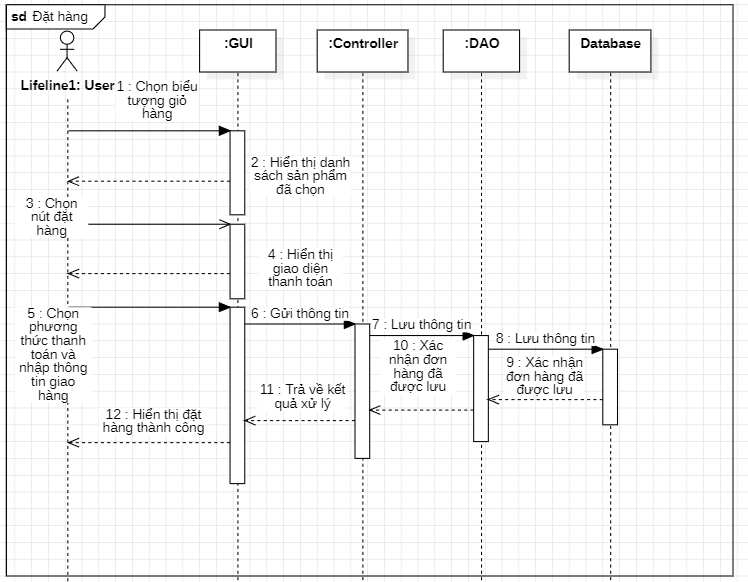 sd Đặt hàng
:GUI
:Controller
:DAO
Database
Lifeline1: User
1 : Chọn biểu
tượng giỏ
hàng
2 : Hiển thị danh
sách sản phẩm
đã chọn
3 : Chọn
nút đặt
hàng
4 : Hiển thị
giao diện
thanh toán
5 : Chọn
phương
thức thanh
toán và
nhập thông
tin giao
hàng
6 : Gửi thông tin
7 : Lưu thông tin
8 : Lưu thông tin
9 : Xác nhận
đơn hàng đã
được lưu
10 : Xác
nhận đơn
hàng đã
được lưu
11 : Trả về kết
quả xử lý
12 : Hiển thị đặt
hàng thành công